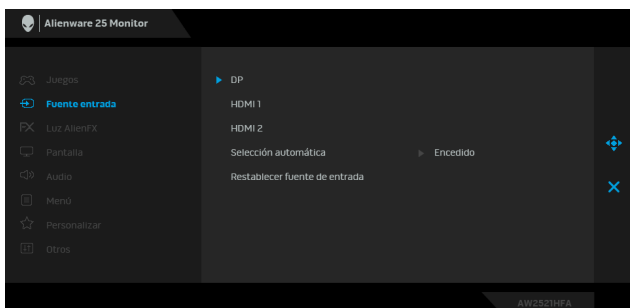 Alienware 25 Monitor
Juegos
Fuente entrada
FX Luz AlienFX
Pantalla
Audio
Menú
Personalizar
Otros
DP
HDMI 1
HDMI 2
Selección automática Encedido
Restablecer fuente de entrada
AW2521HFA